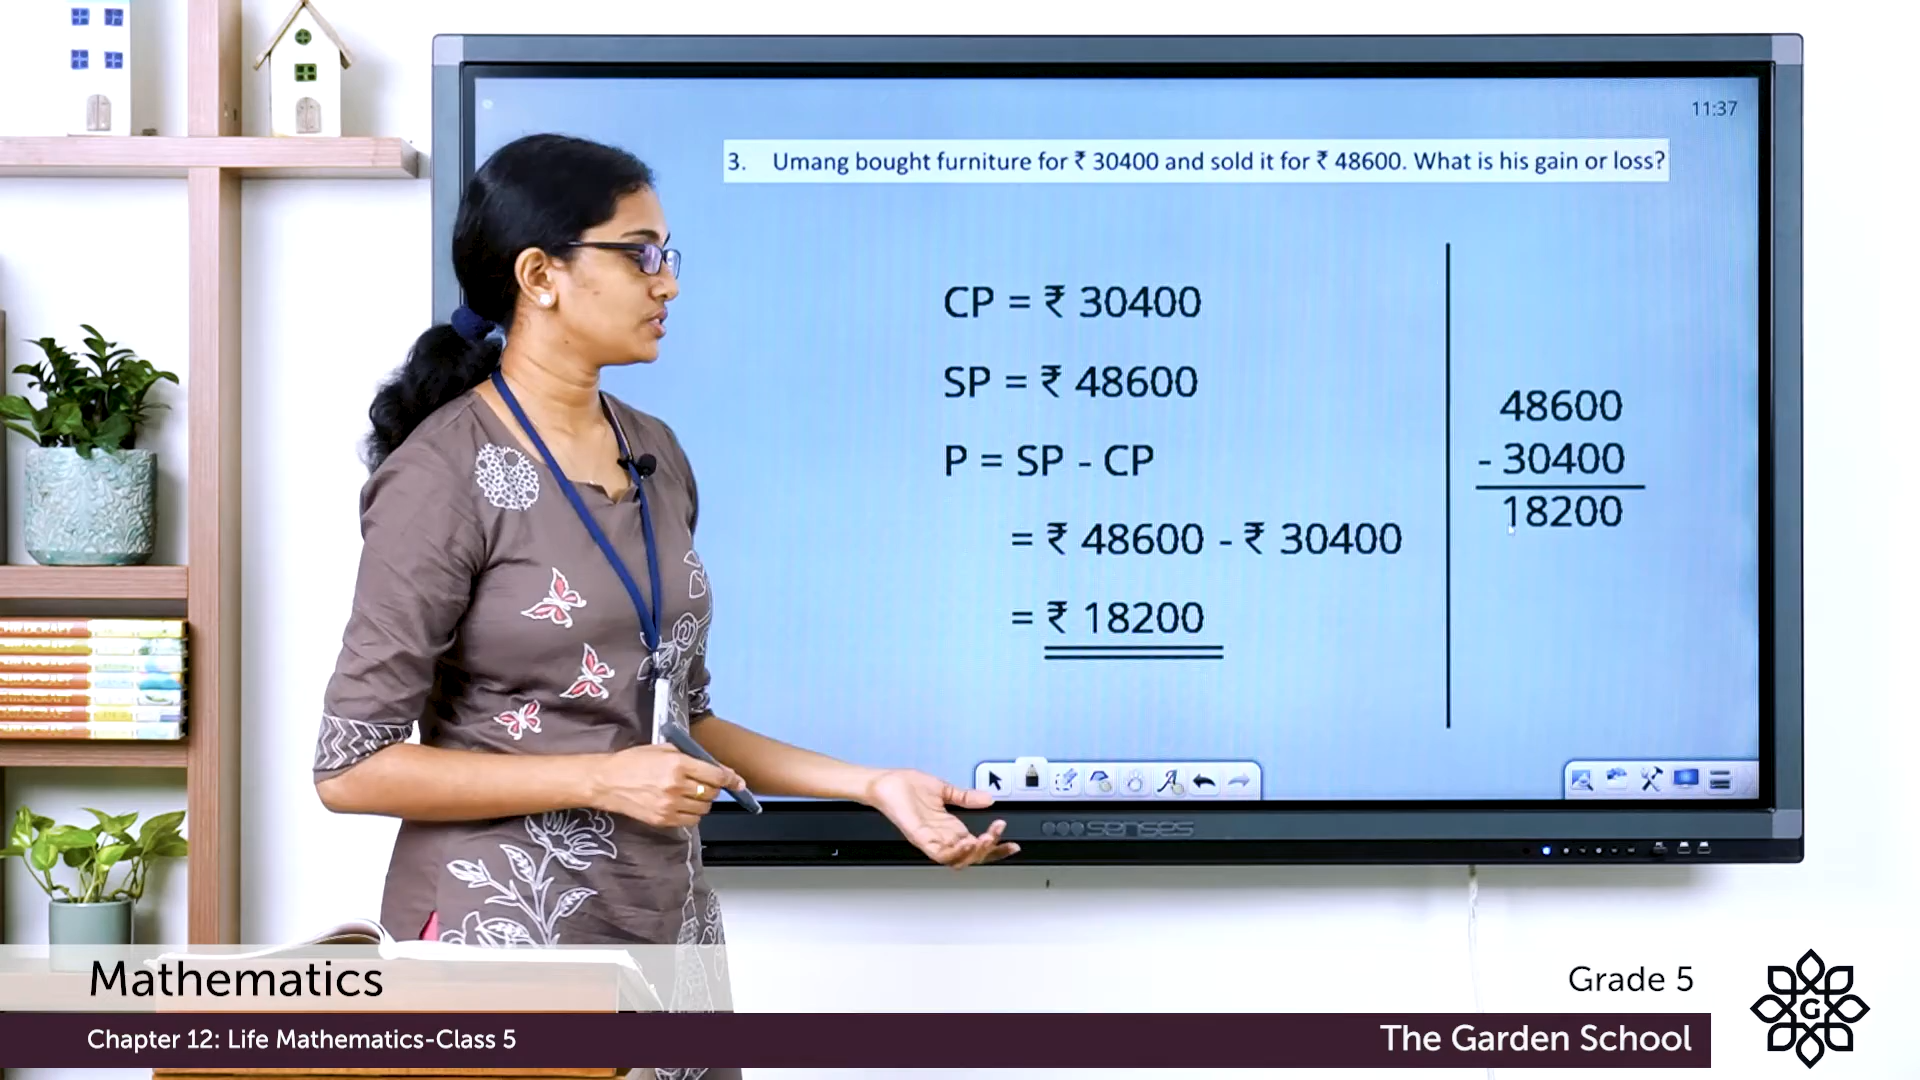 11:37
3. Umang bought furniture for ₹ 30400 and sold it for ₹ 48600. What is his gain or loss?
CP = ₹ 30400
SP = ₹ 48600
P = SP - CP
= ₹ 48600 - ₹ 30400
= ₹ 18200
48600
- 30400
18200
senses
Mathematics
Grade 5
Chapter 12: Life Mathematics-Class 5
The Garden School
G